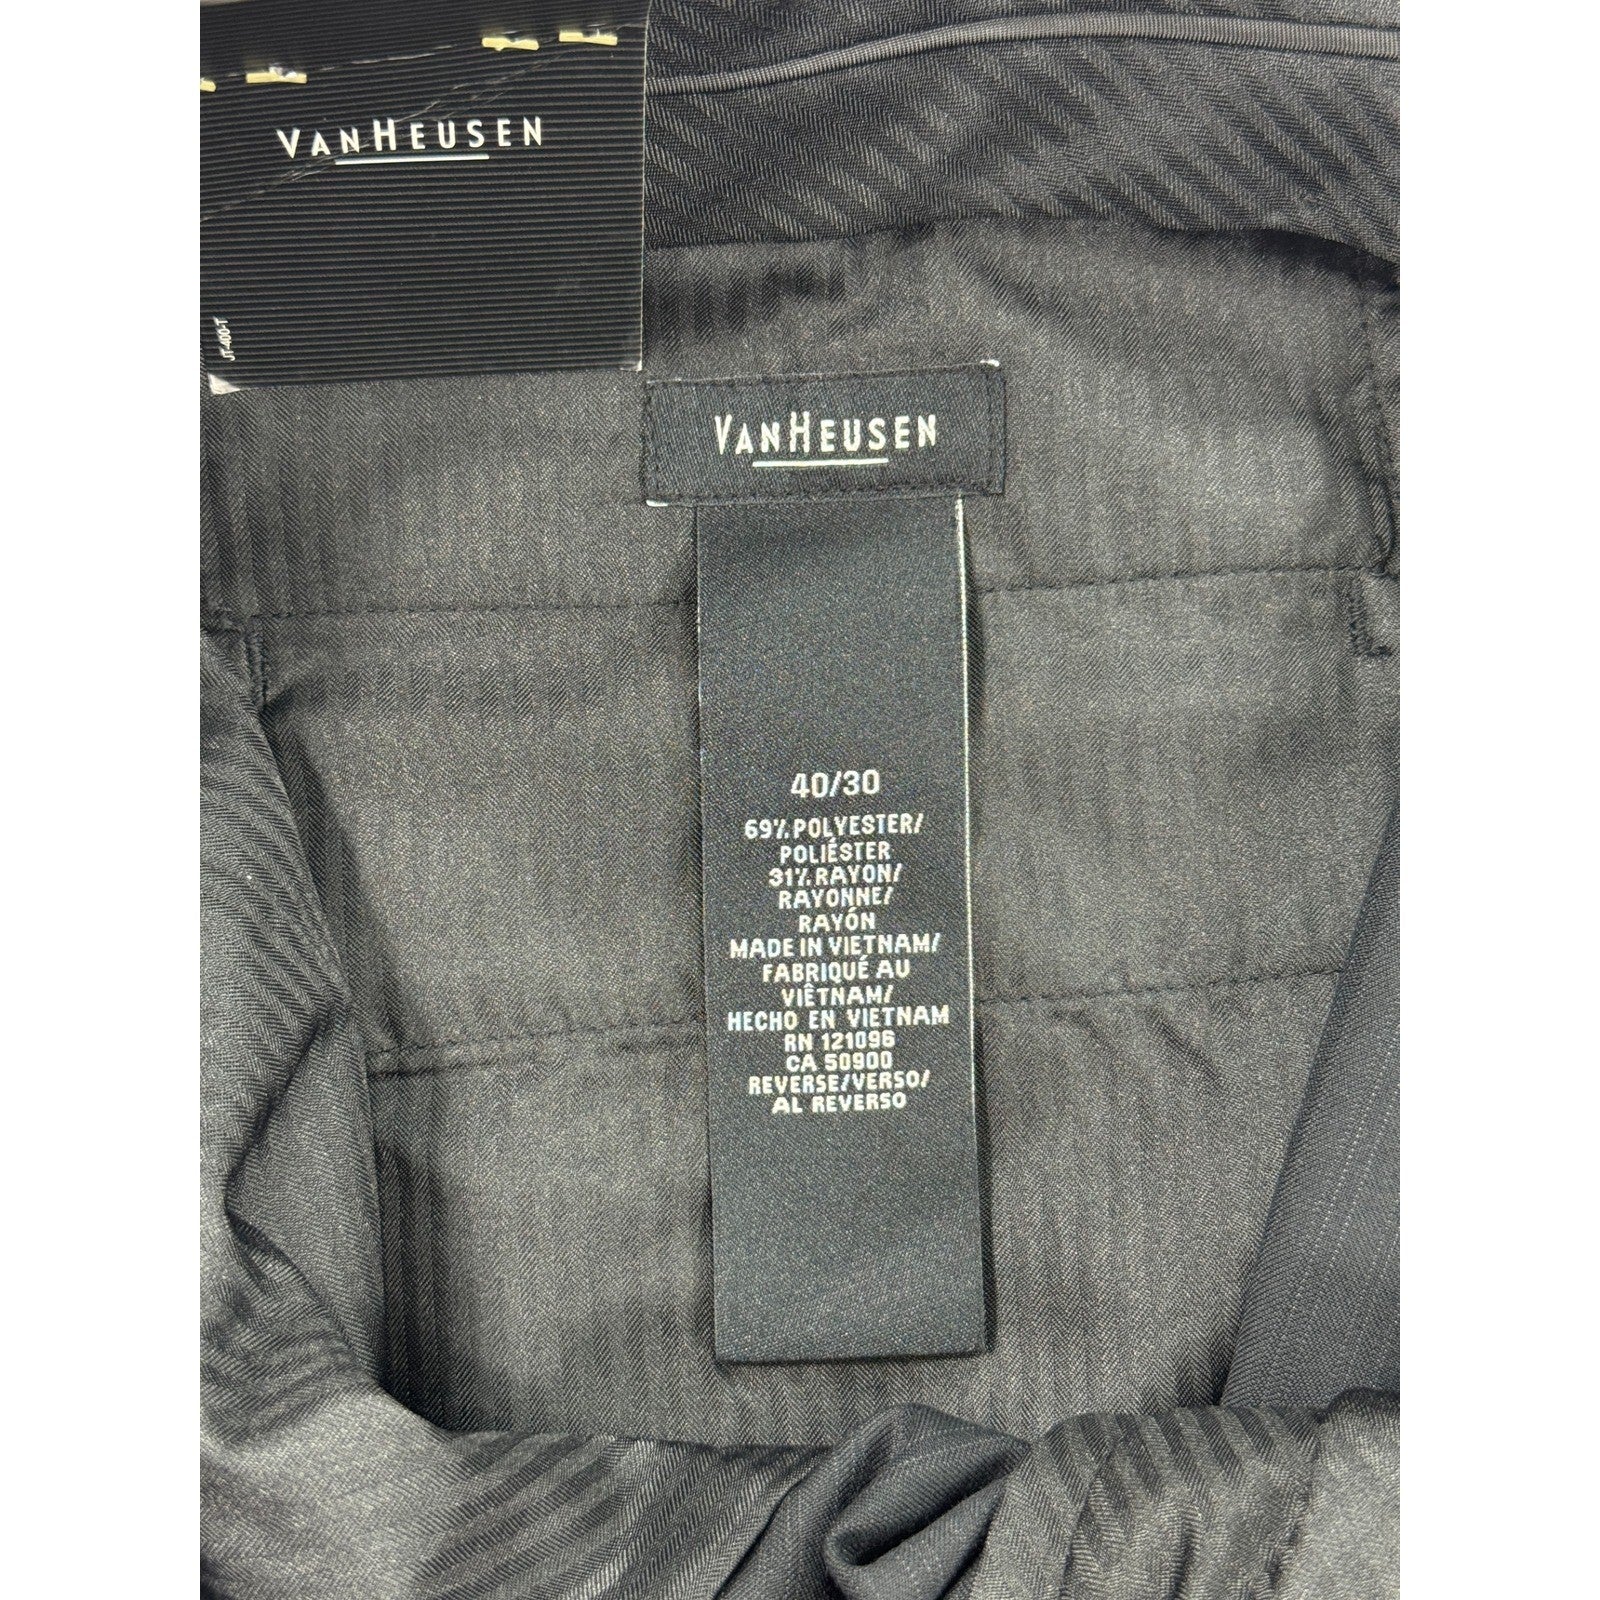 VANHEUSEN
JT-400-T
VANHEUSEN
40/30
69% POLYESTER/
POLIÉSTER
31% RAYON/
RAYONNE/
RAYÓN
MADE IN VIETNAM/
FABRIQUÉ AU
VIÊTNAM/
HECHO EN VIETNAM
RN 121096
CA 50900
REVERSE/VERSO/
AL REVERSO